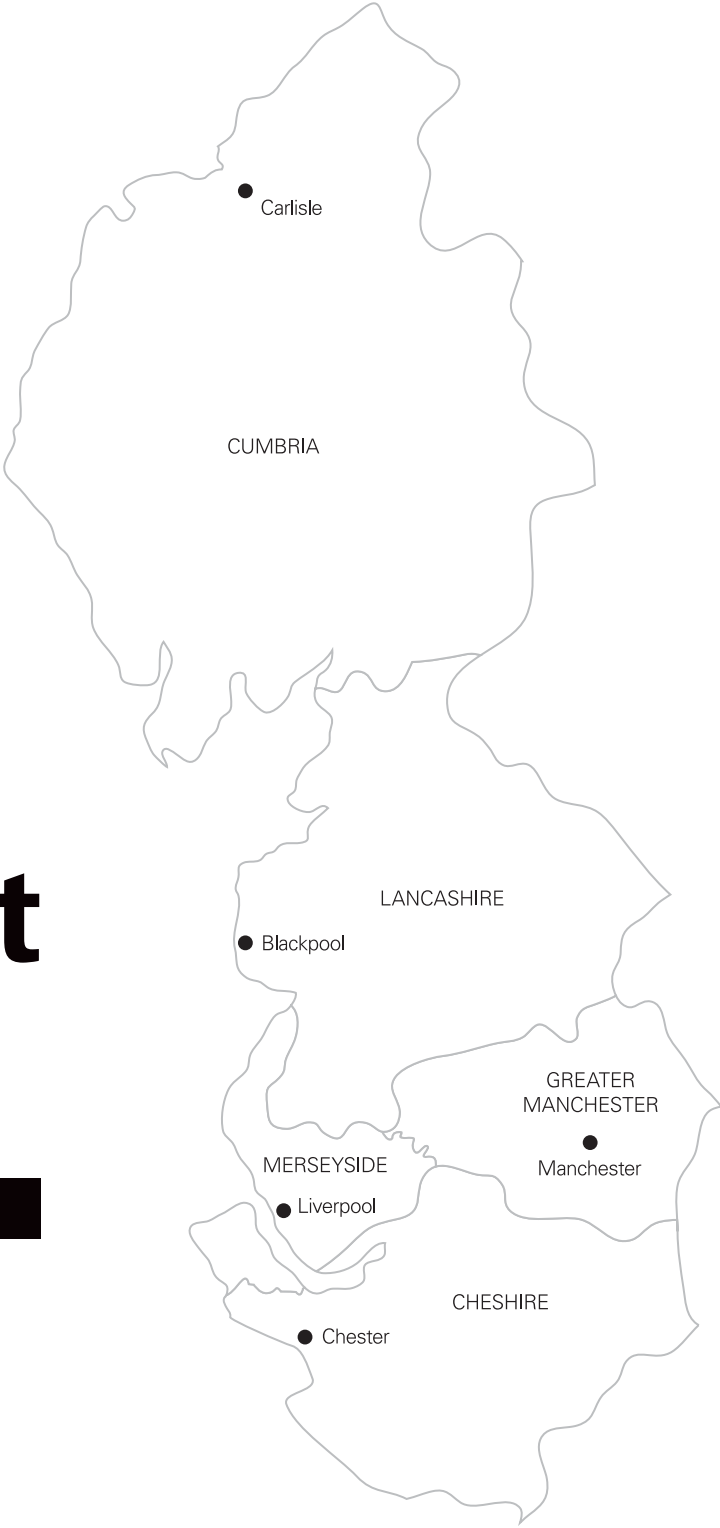 Carlisle
CUMBRIA
t
LANCASHIRE
Blackpool
GREATER
MANCHESTER
Manchester
MERSEYSIDE
Liverpool
CHESHIRE
Chester